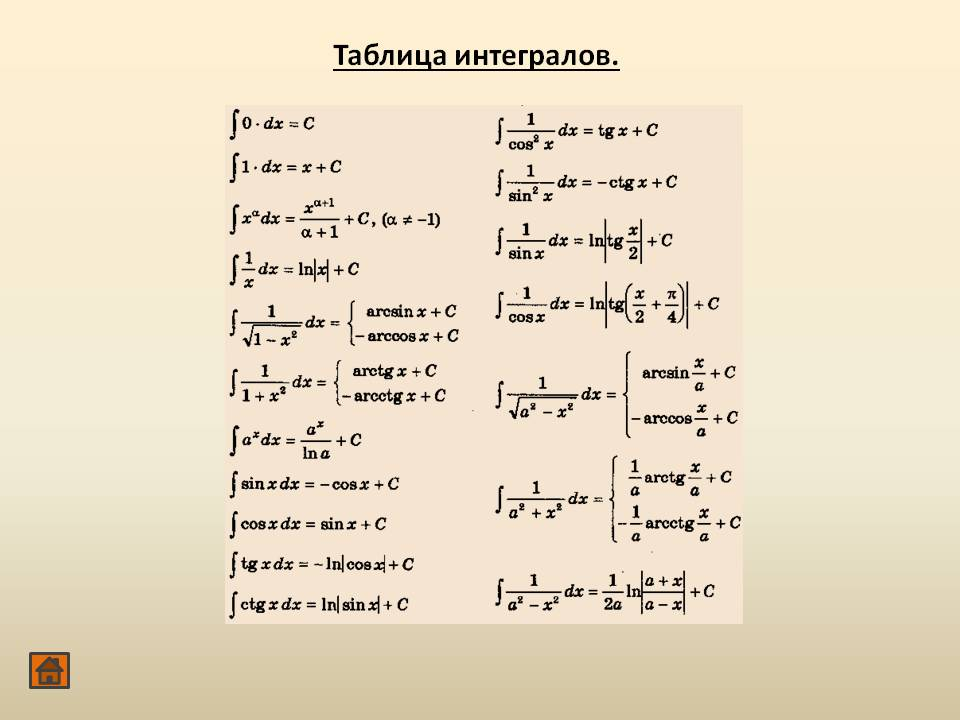 Таблица интегралов.
∫ 0 · dx = C
∫ 1 · dx = x + C
∫ x^α dx = x^(α+1)/(α + 1) + C, (α ≠ −1)
∫ 1/x dx = ln|x| + C
∫ 1/√(1 − x²) dx = { arcsin x + C
− arccos x + C
∫ 1/(1 + x²) dx = { arctg x + C
− arcctg x + C
∫ a^x dx = a^x/ln a + C
∫ sin x dx = − cos x + C
∫ cos x dx = sin x + C
∫ tg x dx = − ln|cos x| + C
∫ ctg x dx = ln|sin x| + C
∫ 1/cos² x dx = tg x + C
∫ 1/sin² x dx = − ctg x + C
∫ 1/sin x dx = ln|tg x/2| + C
∫ 1/cos x dx = ln|tg(x/2 + π/4)| + C
∫ 1/√(a² − x²) dx = { arcsin x/a + C
− arccos x/a + C
∫ 1/(a² + x²) dx = { 1/a arctg x/a + C
− 1/a arcctg x/a + C
∫ 1/(a² − x²) dx = 1/2a ln|(a + x)/(a − x)| + C